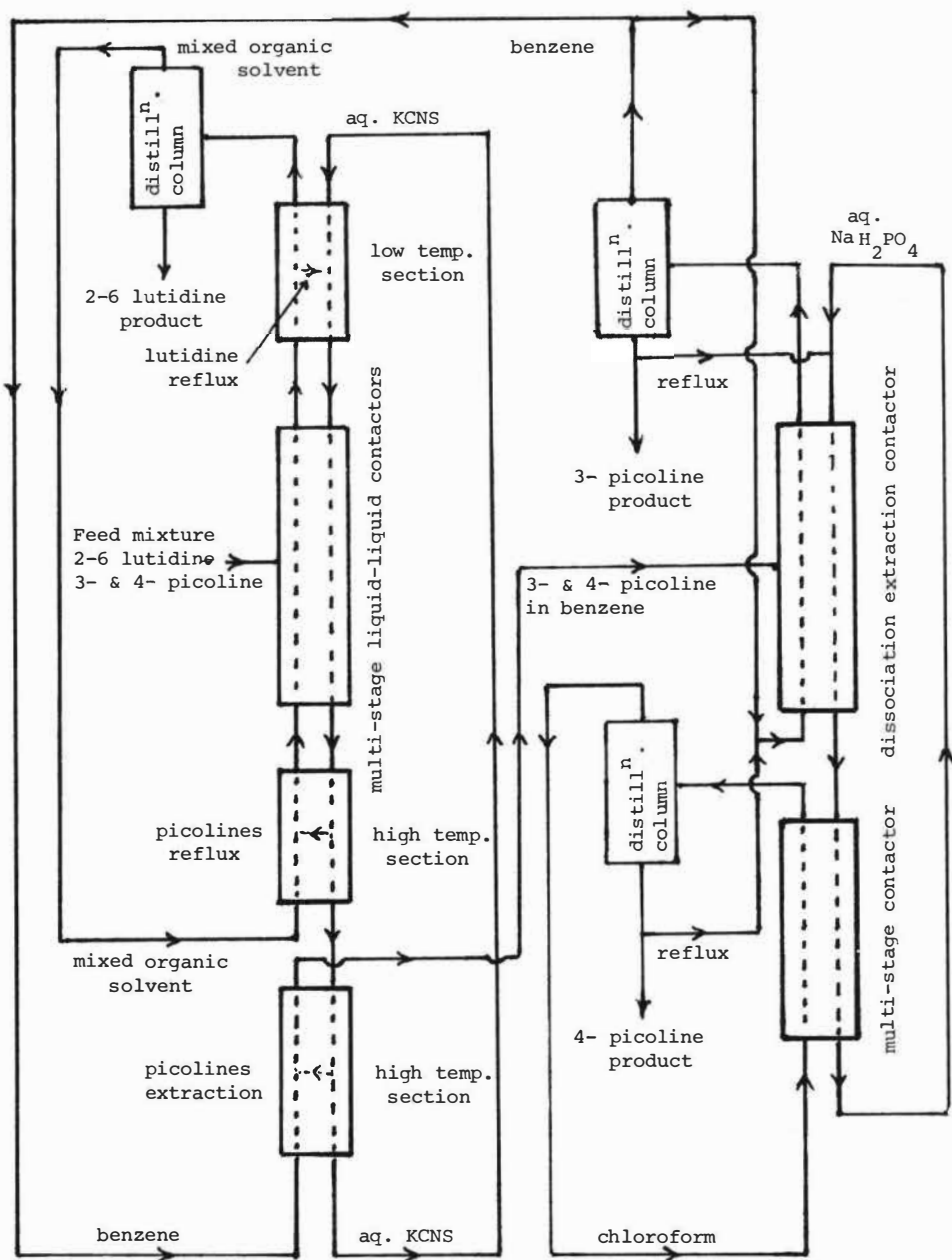 benzene
mixed organic
solvent
distillⁿ.
column
aq. KCNS
low temp.
section
2-6 lutidine
product
lutidine
reflux
multi-stage liquid-liquid contactors
Feed mixture
2-6 lutidine
3- & 4- picoline
picolines
reflux
high temp.
section
mixed organic
solvent
picolines
extraction
high temp.
section
benzene
aq. KCNS
distillⁿ.
column
aq.
NaH₂PO₄
reflux
3- picoline
product
dissociation extraction contactor
3- & 4- picoline
in benzene
distillⁿ.
column
reflux
4- picoline
product
multi-stage contactor
chloroform